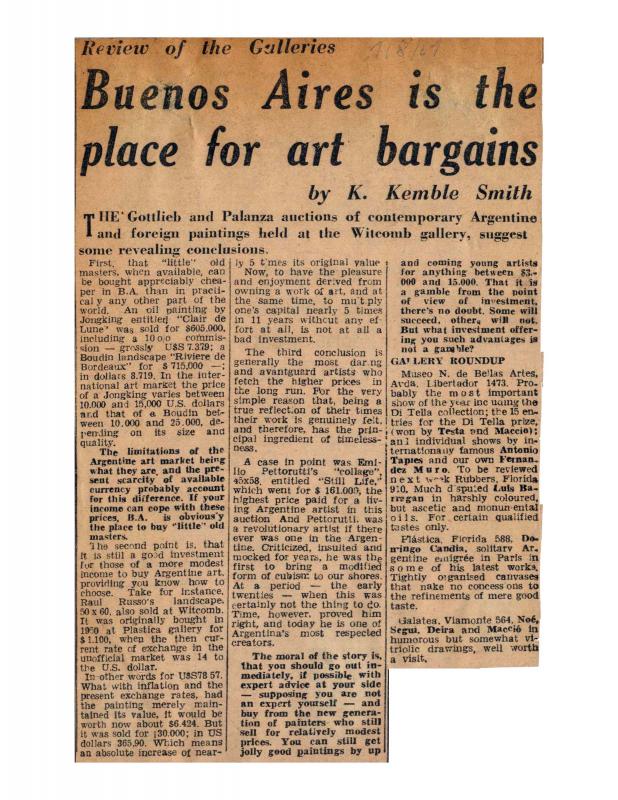 Review of the Galleries
Buenos Aires is the
place for art bargains
by K. Kemble Smith
THE Gottlieb and Palanza auctions of contemporary Argentine
and foreign paintings held at the Witcomb gallery, suggest
some revealing conclusions.
First, that "little" old
masters, when available, can
be bought appreciably chea-
per in B.A. than in practi-
cal y any other part of the
world. An oil painting by
Jongking entitled "Clair de
Lune" was sold for $605.000,
including a 10 o|o commis-
sion — grossly U$S 7.379; a
Boudin landscape "Riviere de
Bordeaux" for $ 715,000 —;
in dollars 8.719. In the inter-
national art market the price
of a Jongking varies between
10.000 and 15,000 U.S. dollars
and that of a Boudin bet-
ween 10.000 and 25,000, de-
pending on its size and
quality.
The limitations of the
Argentine art market being
what they are, and the pre-
sent scarcity of available
currency probably account
for this difference. If your
income can cope with these
prices, B.A. is obvious'y
the place to buy "little" old
masters.
The second point is, that
it is still a good investment
for those of a more modest
income to buy Argentine art,
providing you know how to
choose. Take for instance,
Raul Russo's landscape,
50 x 60, also sold at Witcomb.
It was originally bought in
1960 at Plastica gallery for
$ 1.100, when the then cur-
rent rate of exchange in the
unofficial market was 14 to
the U.S. dollar.
In other words for U$S78 57.
What with inflation and the
present exchange rates, had
the painting merely main-
tained its value, it would be
worth now about $6.424. But
it was sold for ¡30.000; in US
dollars 365,90. Which means
an absolute increase of near-
ly 5 t'mes its original value
Now, to have the pleasure
and enjoyment derived from
owning a work of art, and at
the same time, to mu't ply
one's capital nearly 5 times
in 11 years without any ef-
fort at all, is not at all a
bad investment.
The third conclusion is
generally the most daring
and avantguard artists who
fetch the higher prices in
the long run. For the very
simple reason that, being a
true reflection of their times
their work is genuinely felt,
and therefore, has the prin-
cipal ingredient of timeless-
ness.
A case in point was Emi-
lio Pettorutti's "collage",
45x58, entitled "Still Life,"
which went for $ 161.000, the
highest price paid for a liv-
ing Argentine artist in this
auction And Pettorutti, was
a revolutionary artist if there
ever was one in the Argen-
tine. Criticized, insulted and
mocked for years, he was the
first to bring a modified
form of cubism to our shores.
At a period — the early
twenties — when this was
certainly not the thing to do.
Time, however, proved him
right, and today he is one of
Argentina's most respected
creators.
The moral of the story is,
that you should go out im-
mediately, if possible with
expert advice at your side
— supposing you are not
an expert yourself — and
buy from the new genera-
tion of painters who still
sell for relatively modest
prices. You can still get
jolly good paintings by up
and coming young artists
for anything between $3.-
000 and 15.000. That it is
a gamble from the point
of view of investment,
there's no doubt. Some will
succeed, others will not.
But what investment offer-
ing you such advantages is
not a gamble?
GALLERY ROUNDUP
Museo N. de Bellas Artes,
Avda. Libertador 1473. Pro-
bably the most important
show of the year inc uding the
Di Tella collection; the 15 en-
tries for the Di Tella prize,
(won by Testa and Macció);
and individual shows by in-
ternationany famous Antonio
Tapies and our own Fernan-
dez Muro. To be reviewed
next week Rubbers, Florida
910. Much d sputed Luis Ba-
rragan in harshly coloured,
but ascetic and monumental
oils. For certain qualified
tastes only.
Plástica, Florida 588. Do-
mingo Candia, solitary Ar-
gentine emigrée in Paris in
some of his latest works.
Tightly organised canvases
that nake no concessions to
the refinements of mere good
taste.
Galatea, Viamonte 564. Noé,
Segui, Deira and Macció in
humorous but somewhat vi-
triolic drawings, well worth
a visit.